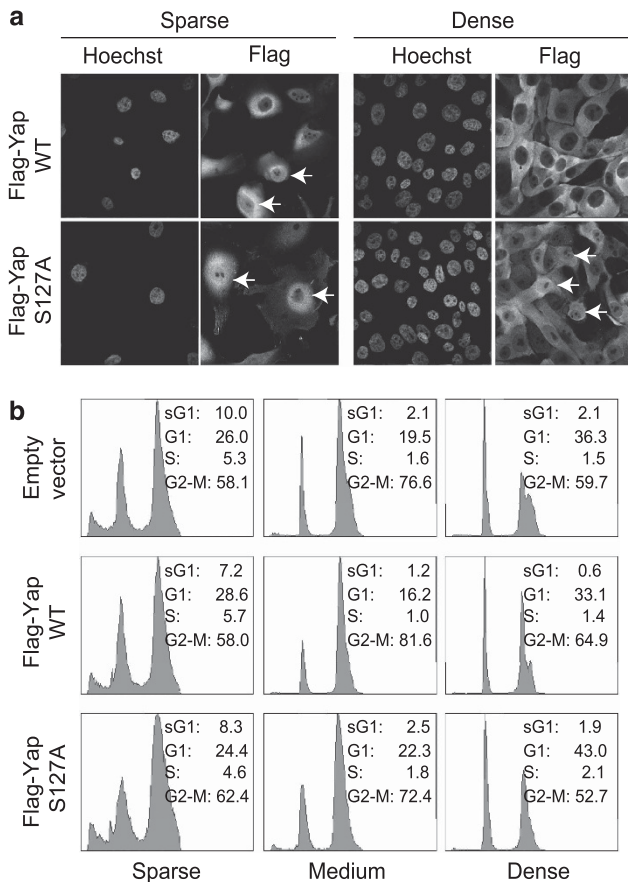 a
Sparse Dense
Hoechst Flag Hoechst Flag
Flag-Yap
WT
Flag-Yap
S127A
b
Empty
vector
sG1: 10.0
G1: 26.0
S: 5.3
G2-M: 58.1
sG1: 2.1
G1: 19.5
S: 1.6
G2-M: 76.6
sG1: 2.1
G1: 36.3
S: 1.5
G2-M: 59.7
Flag-Yap
WT
sG1: 7.2
G1: 28.6
S: 5.7
G2-M: 58.0
sG1: 1.2
G1: 16.2
S: 1.0
G2-M: 81.6
sG1: 0.6
G1: 33.1
S: 1.4
G2-M: 64.9
Flag-Yap
S127A
sG1: 8.3
G1: 24.4
S: 4.6
G2-M: 62.4
sG1: 2.5
G1: 22.3
S: 1.8
G2-M: 72.4
sG1: 1.9
G1: 43.0
S: 2.1
G2-M: 52.7
Sparse Medium Dense